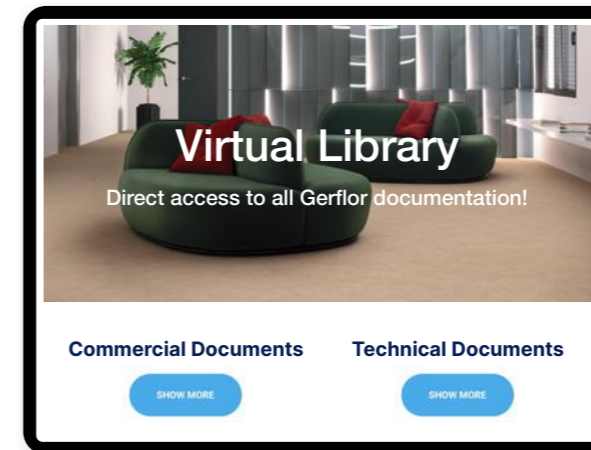 Virtual Library
Direct access to all Gerflor documentation!
Commercial Documents Technical Documents
SHOW MORE SHOW MORE